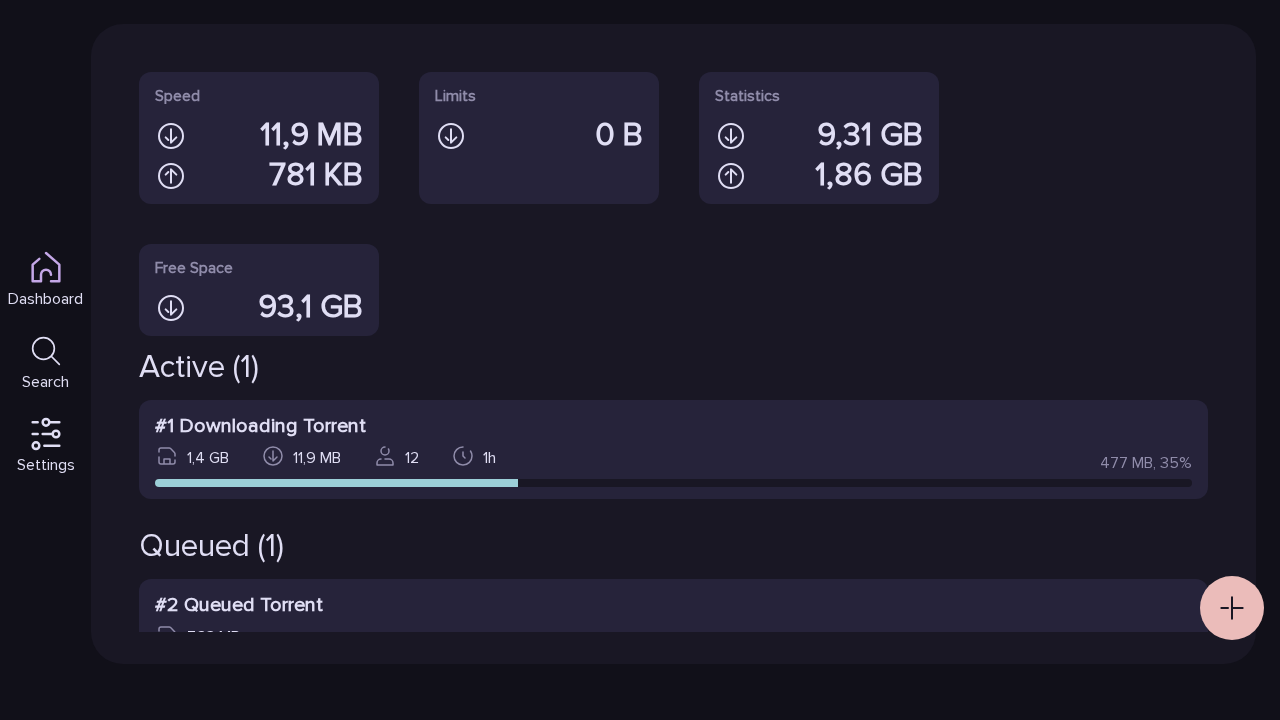 Dashboard
Search
Settings
Speed
11,9 MB
781 KB
Limits
0 B
Statistics
9,31 GB
1,86 GB
Free Space
93,1 GB
Active (1)
#1 Downloading Torrent
1,4 GB 11,9 MB 12 1h
477 MB, 35%
Queued (1)
#2 Queued Torrent